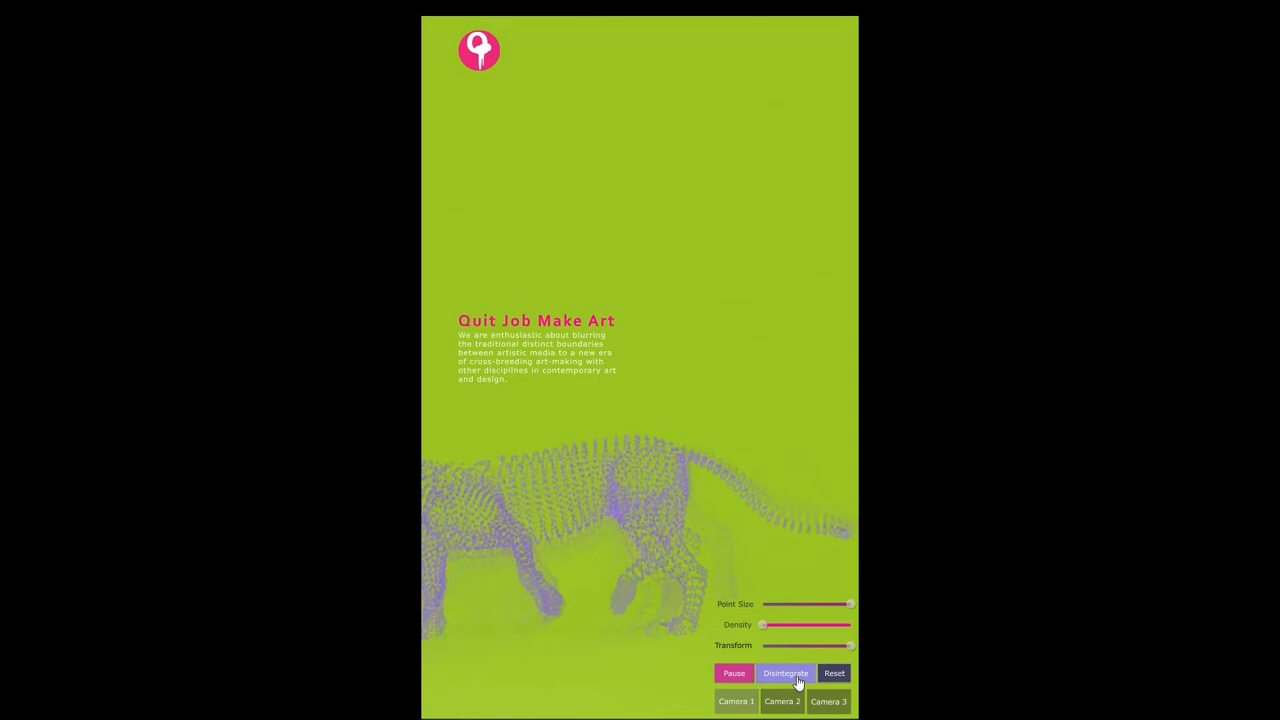 Quit Job Make Art
We are enthusiastic about blurring
the traditional distinct boundaries
between artistic media to a new era
of cross-breeding art-making with
other disciplines in contemporary art
and design.
Point Size
Density
Transform
Pause Disintegrate Reset
Camera 1 Camera 2 Camera 3